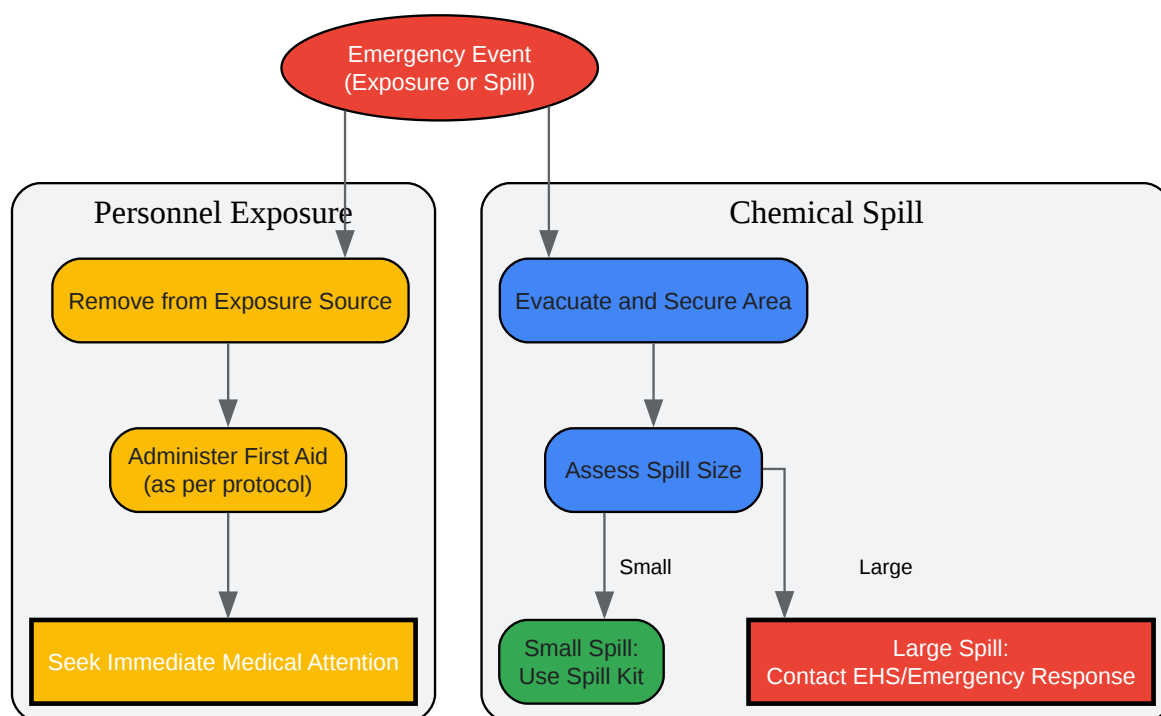 Emergency Event
(Exposure or Spill)
Personnel Exposure
Remove from Exposure Source
Administer First Aid
(as per protocol)
Seek Immediate Medical Attention
Chemical Spill
Evacuate and Secure Area
Assess Spill Size
Small
Large
Small Spill:
Use Spill Kit
Large Spill:
Contact EHS/Emergency Response